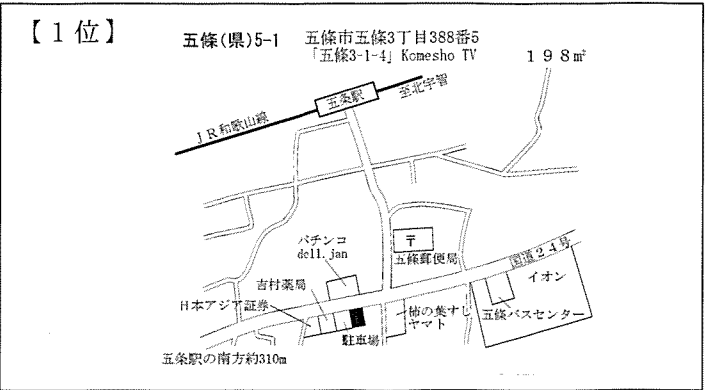 【1位】
五條(県)5-1 五條市五條3丁目388番5
「五條3-1-4」Komesho TV
198㎡
五条駅
至北宇智
JR和歌山線
パチンコ
dell.jan
〒
五條郵便局
国道24号
イオン
吉村薬局
日本アジア証券
柿の葉すし
ヤマト
五條バスセンター
駐車場
五条駅の南方約310m